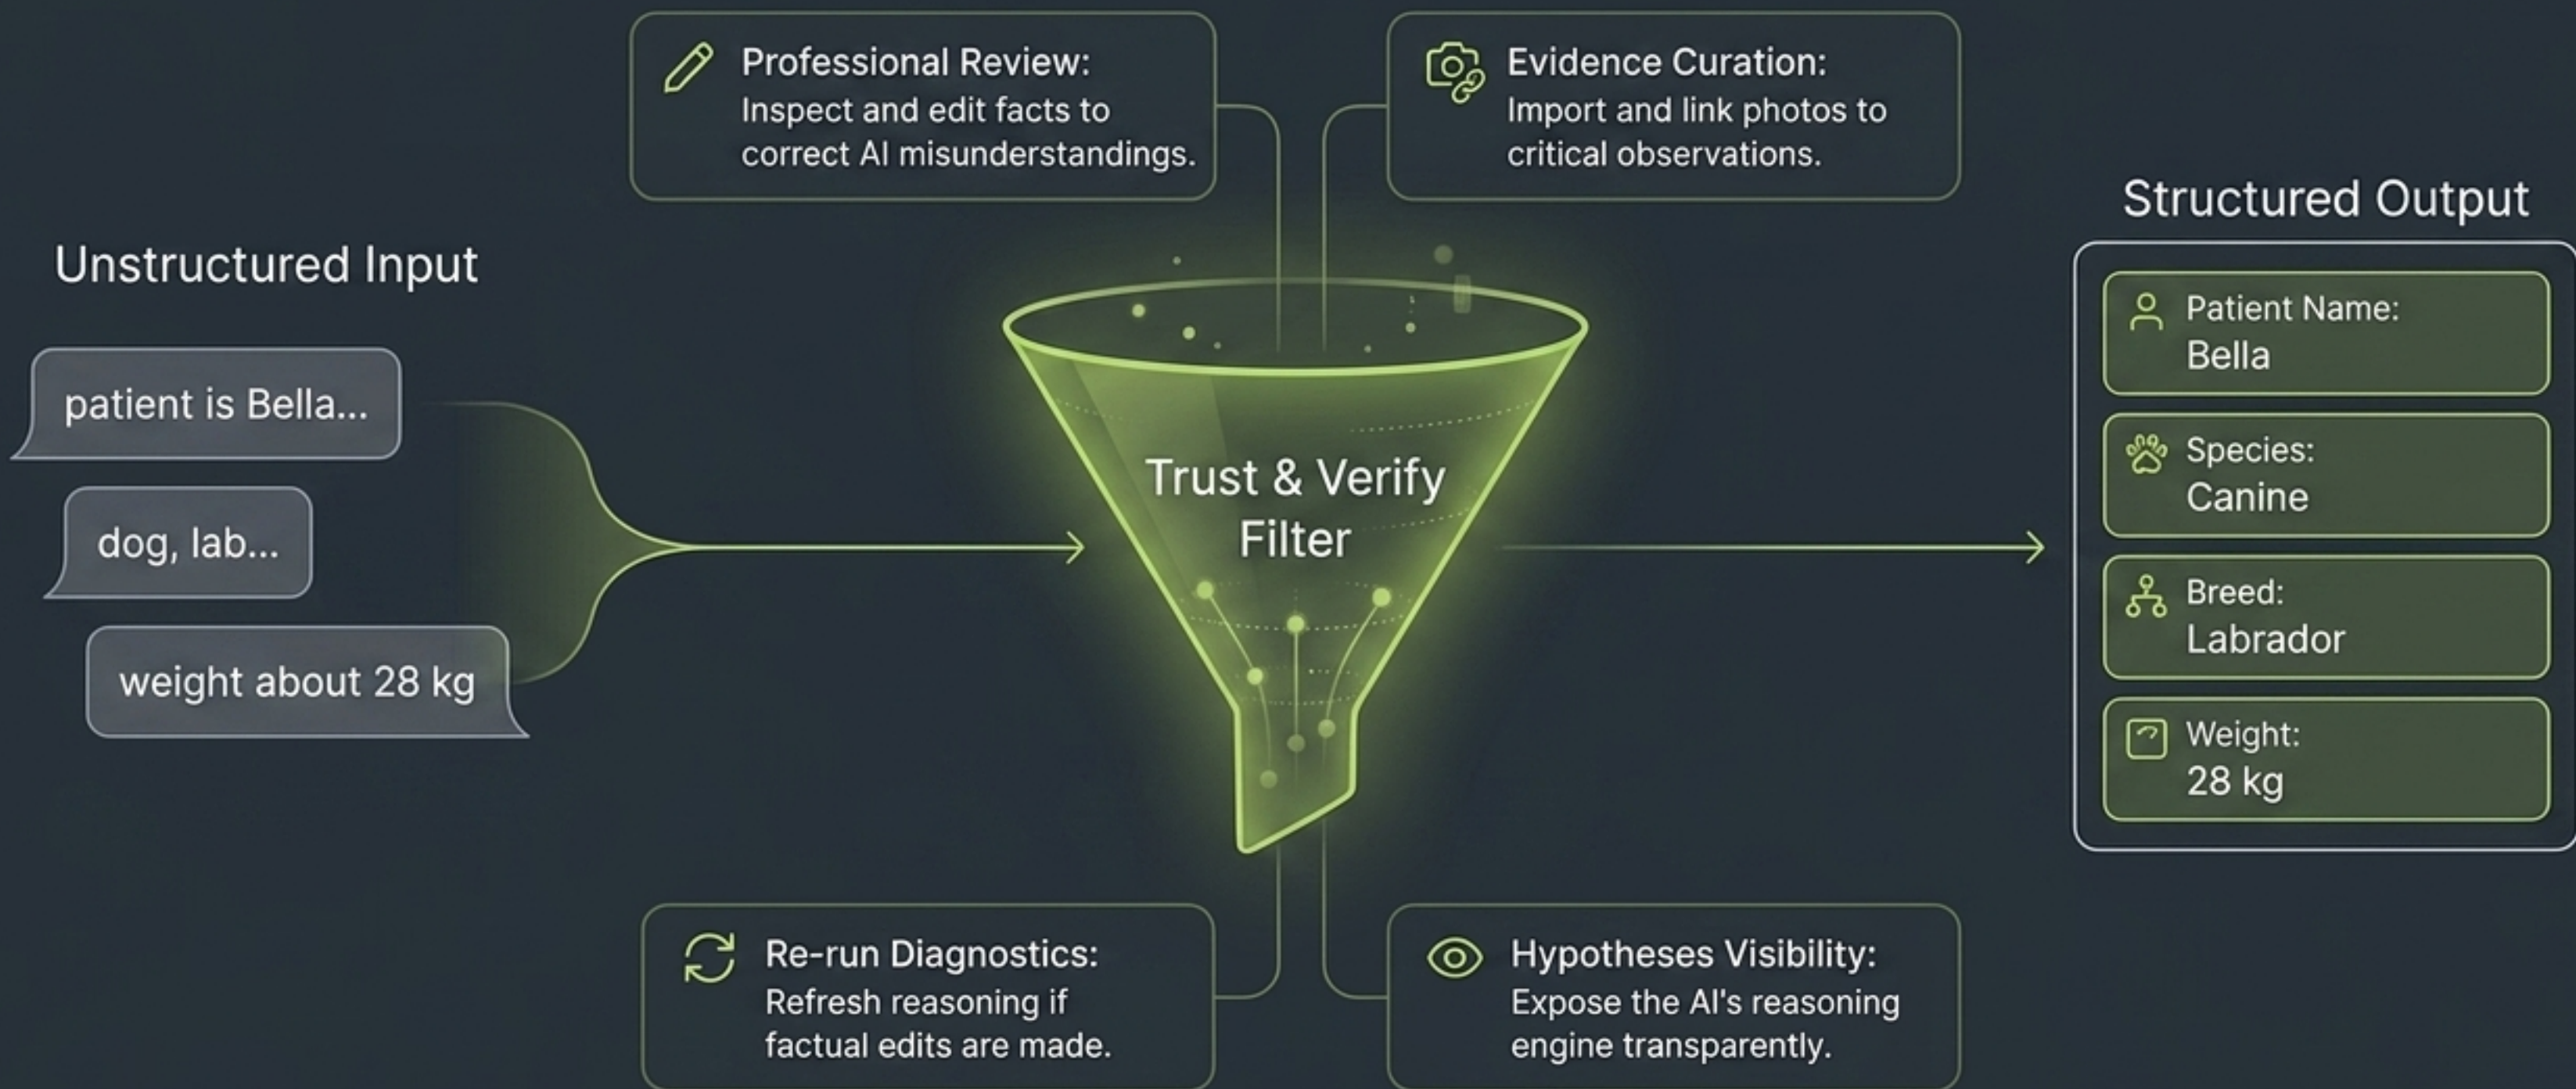 Unstructured Input
patient is Bella...
dog, lab...
weight about 28 kg
Professional Review:
Inspect and edit facts to
correct AI misunderstandings.
Evidence Curation:
Import and link photos to
critical observations.
Trust & Verify
Filter
Re-run Diagnostics:
Refresh reasoning if
factual edits are made.
Hypotheses Visibility:
Expose the AI's reasoning
engine transparently.
Structured Output
Patient Name:
Bella
Species:
Canine
Breed:
Labrador
Weight:
28 kg